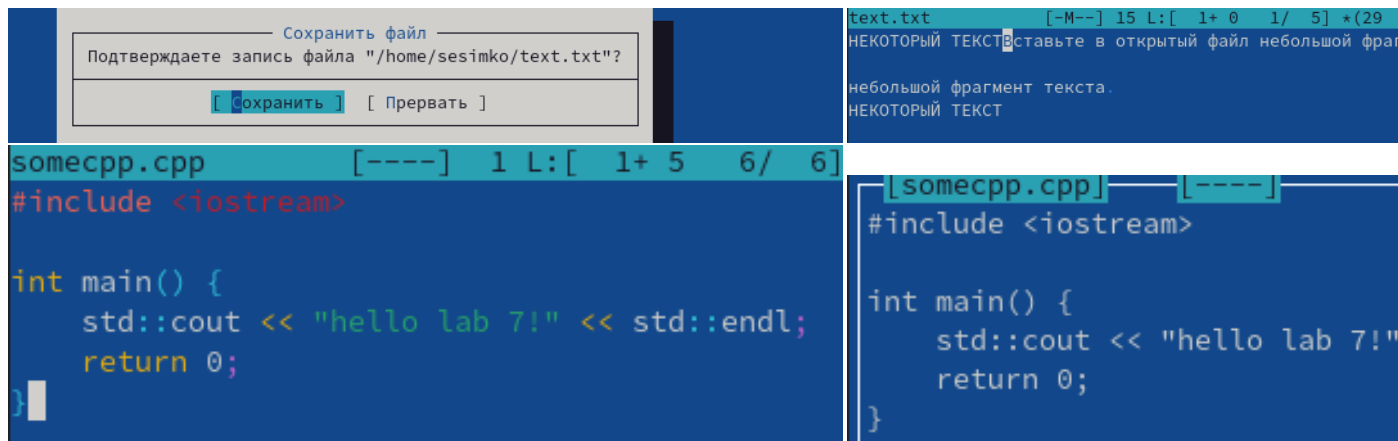 Сохранить файл
Подтверждаете запись файла "/home/sesimko/text.txt"?
[ Сохранить ] [ Прервать ]
text.txt [-M--] 15 L:[ 1+ 0 1/ 5] *(29
НЕКОТОРЫЙ ТЕКСТВставьте в открытый файл небольшой
небольшой фрагмент текста.
НЕКОТОРЫЙ ТЕКСТ
somecpp.cpp [----] 1 L:[ 1+ 5 6/ 6]
#include <iostream>
int main() {
std::cout << "hello lab 7!" << std::endl;
return 0;
}
[somecpp.cpp] [----]
#include <iostream>
int main() {
std::cout << "hello lab 7!"
return 0;
}